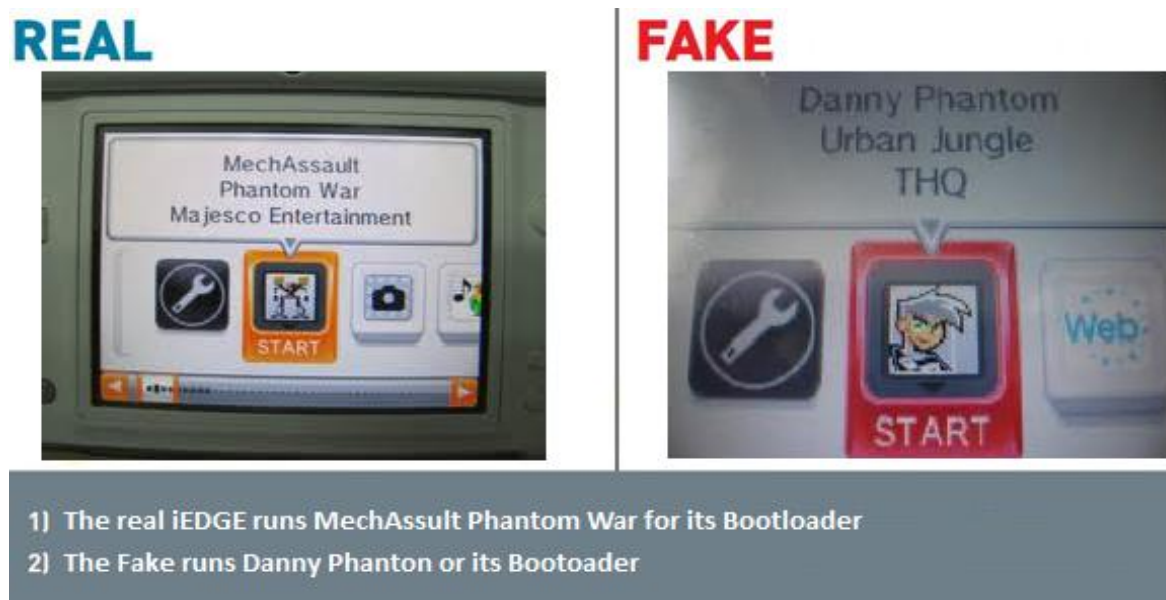 REAL
FAKE
MechAssault
Phantom War
Majesco Entertainment
START
Danny Phantom
Urban Jungle
THQ
Web
START
1) The real iEDGE runs MechAssult Phantom War for its Bootloader
2) The Fake runs Danny Phanton or its Bootoader